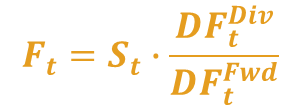 F_t = S_t · DF_t^Div / DF_t^Fwd